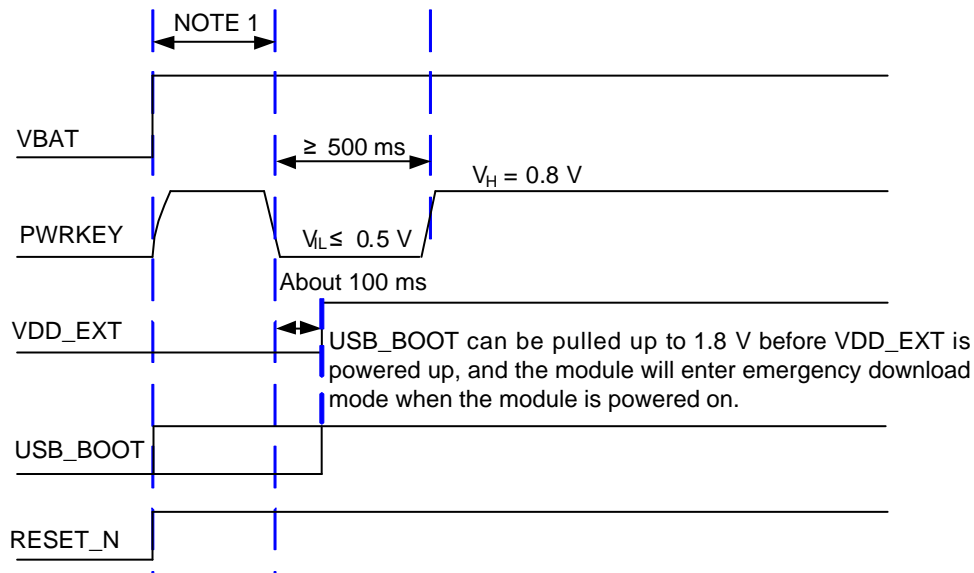 NOTE 1
VBAT
≥ 500 ms
VH = 0.8 V
PWRKEY
VIL≤ 0.5 V
About 100 ms
VDD_EXT
USB_BOOT can be pulled up to 1.8 V before VDD_EXT is
powered up, and the module will enter emergency download
mode when the module is powered on.
USB_BOOT
RESET_N